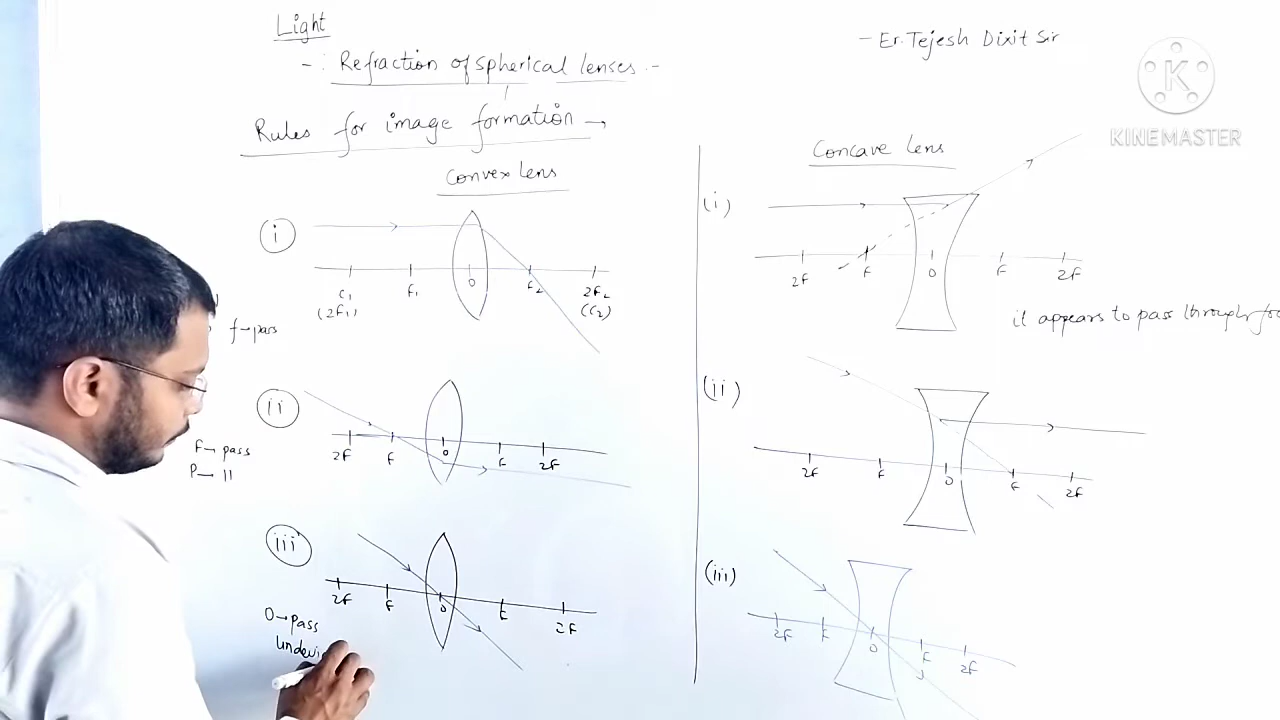 Light
- Er. Tejesh Dixit Sir
-: Refraction of spherical lenses :-
Rules for image formation →
K
KINEMASTER
Convex lens
i
C₁ F₁ O F₂ 2F₂
(2F₁) (C₂)
f→pass
ii
2F F O F 2F
F→ pass
P→ ||
iii
2F F O F 2F
O→pass
Concave lens
(i)
2F F O F 2F
it appears to pass through
(ii)
2F F O F 2F
(iii)
2F F O F 2F